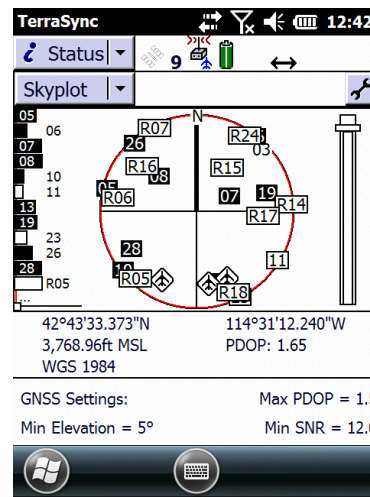 TerraSync 12:42
Status 9
Skyplot
05
06
07
08
10
11
13
19
23
26
28
R05
...
N
R07
26
R24
03
R16
08
R15
R06
07
19
R14
R17
28
11
R05
R18
42°43'33.373"N 114°31'12.240"W
3,768.96ft MSL PDOP: 1.65
WGS 1984
GNSS Settings: Max PDOP = 1.
Min Elevation = 5° Min SNR = 12.